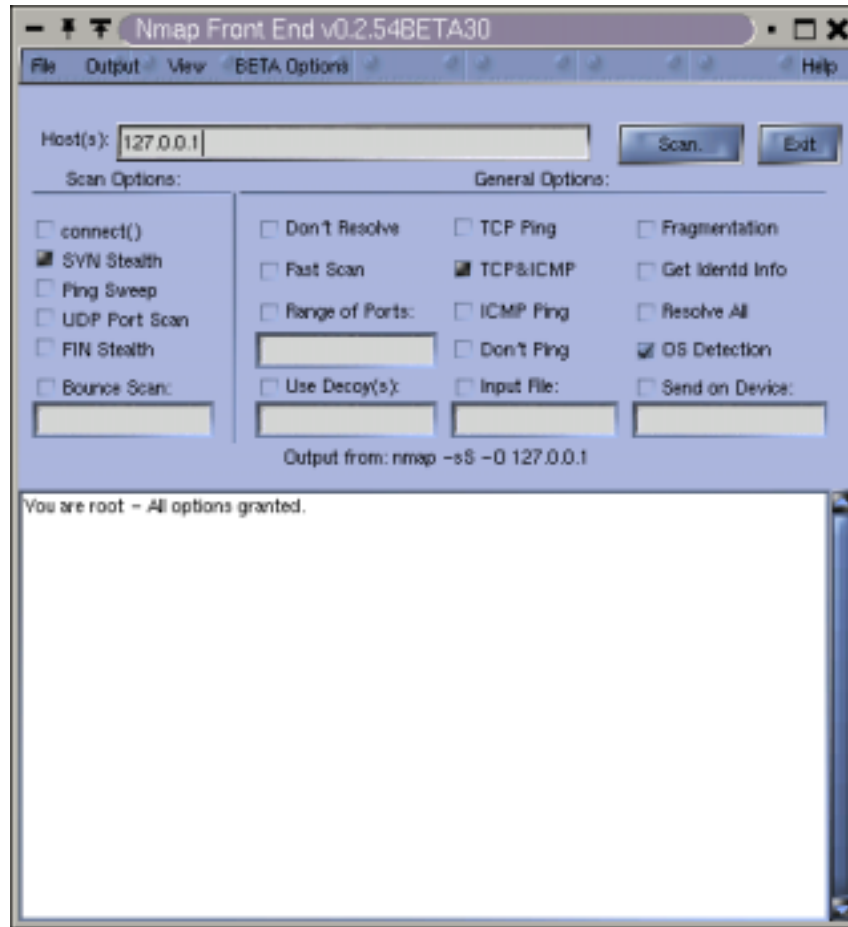 Nmap Front End v0.2.54BETA30
File Output View BETA Options Help
Host(s): 127.0.0.1 Scan. Exit
Scan Options: General Options:
connect() Don't Resolve TCP Ping Fragmentation
SYN Stealth Fast Scan TCP&ICMP Get Identd Info
Ping Sweep Range of Ports: ICMP Ping Resolve All
UDP Port Scan Don't Ping OS Detection
FIN Stealth
Bounce Scan: Use Decoy(s): Input File: Send on Device:
Output from: nmap -sS -O 127.0.0.1
You are root - All options granted.